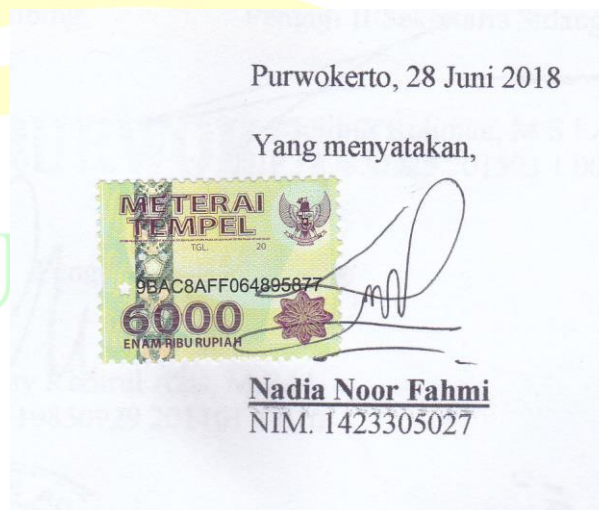 Purwokerto, 28 Juni 2018
Yang menyatakan,
METERAI
TEMPEL
TGL. 20
9BAC8AFF064895877
6000
ENAM RIBU RUPIAH
Nadia Noor Fahmi
NIM. 1423305027